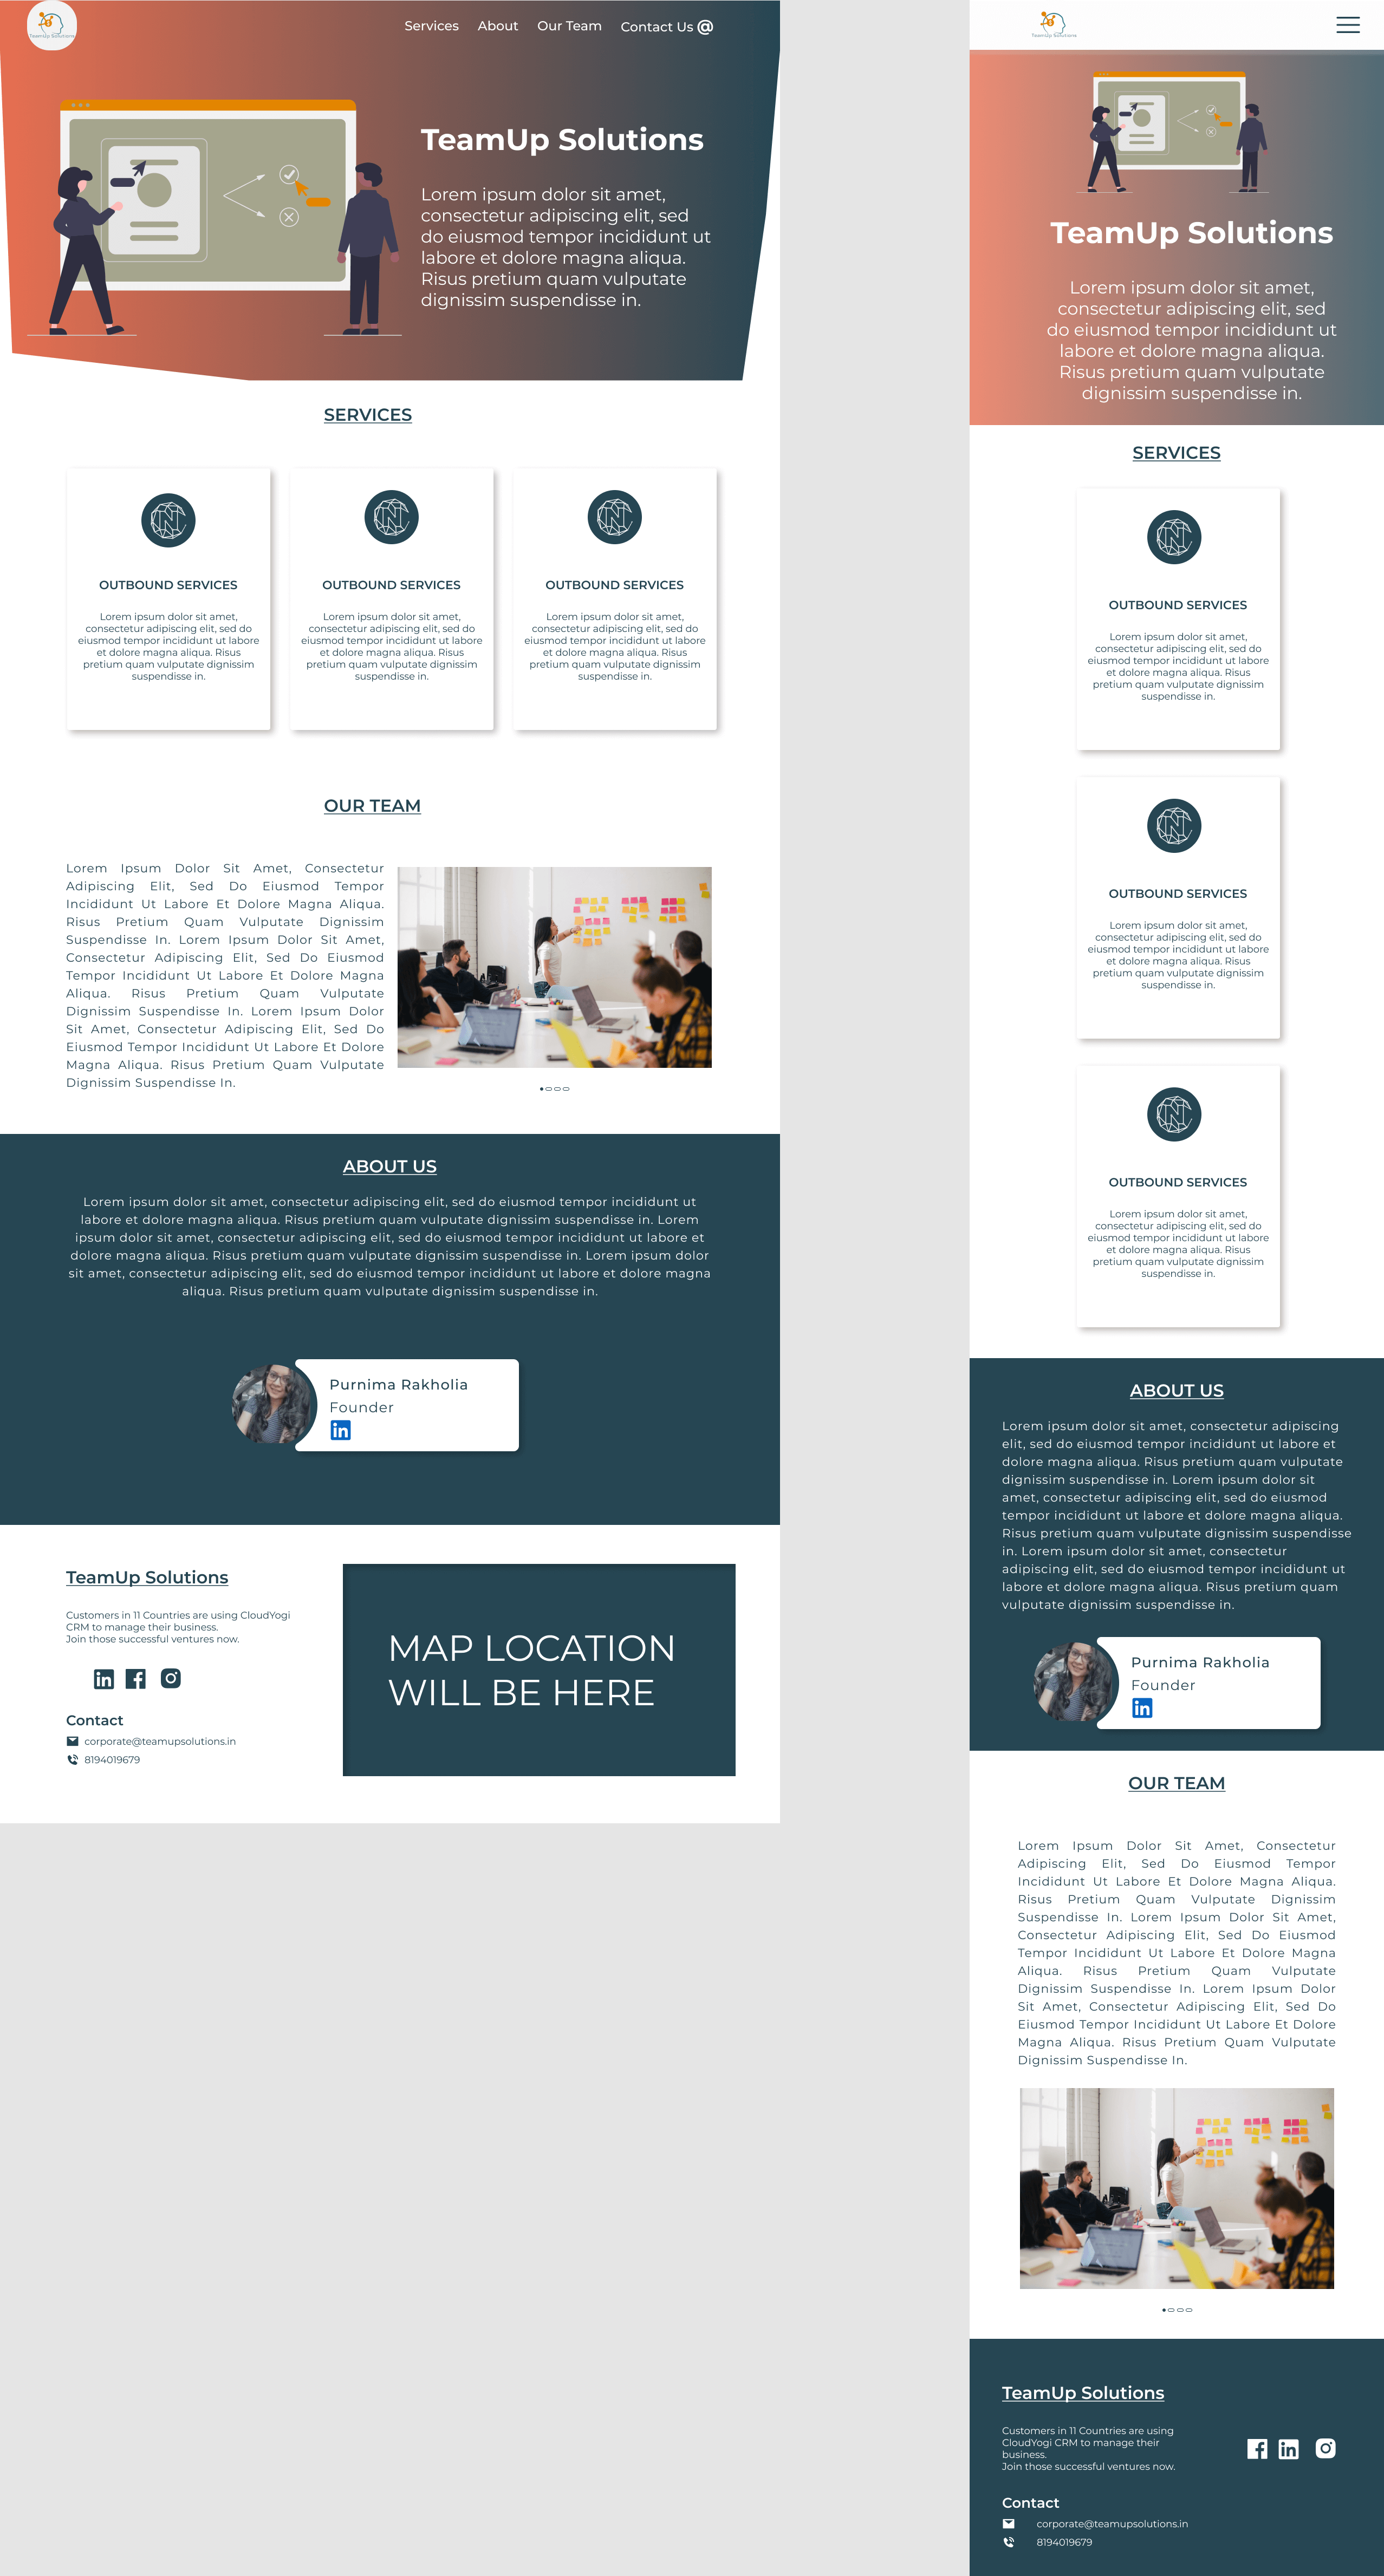 TeamUp Solutions
Services
About
Our Team
Contact Us @
TeamUp Solutions
Lorem ipsum dolor sit amet,
consectetur adipiscing elit, sed
do eiusmod tempor incididunt ut
labore et dolore magna aliqua.
Risus pretium quam vulputate
dignissim suspendisse in.
SERVICES
OUTBOUND SERVICES
Lorem ipsum dolor sit amet,
consectetur adipiscing elit, sed do
eiusmod tempor incididunt ut labore
et dolore magna aliqua. Risus
pretium quam vulputate dignissim
suspendisse in.
OUTBOUND SERVICES
Lorem ipsum dolor sit amet,
consectetur adipiscing elit, sed do
eiusmod tempor incididunt ut labore
et dolore magna aliqua. Risus
pretium quam vulputate dignissim
suspendisse in.
OUTBOUND SERVICES
Lorem ipsum dolor sit amet,
consectetur adipiscing elit, sed do
eiusmod tempor incididunt ut labore
et dolore magna aliqua. Risus
pretium quam vulputate dignissim
suspendisse in.
OUR TEAM
Lorem Ipsum Dolor Sit Amet, Consectetur
Adipiscing Elit, Sed Do Eiusmod Tempor
Incididunt Ut Labore Et Dolore Magna Aliqua.
Risus Pretium Quam Vulputate Dignissim
Suspendisse In. Lorem Ipsum Dolor Sit Amet,
Consectetur Adipiscing Elit, Sed Do Eiusmod
Tempor Incididunt Ut Labore Et Dolore Magna
Aliqua. Risus Pretium Quam Vulputate
Dignissim Suspendisse In. Lorem Ipsum Dolor
Sit Amet, Consectetur Adipiscing Elit, Sed Do
Eiusmod Tempor Incididunt Ut Labore Et Dolore
Magna Aliqua. Risus Pretium Quam Vulputate
Dignissim Suspendisse In.
ABOUT US
Lorem ipsum dolor sit amet, consectetur adipiscing elit, sed do eiusmod tempor incididunt ut
labore et dolore magna aliqua. Risus pretium quam vulputate dignissim suspendisse in. Lorem
ipsum dolor sit amet, consectetur adipiscing elit, sed do eiusmod tempor incididunt ut labore et
dolore magna aliqua. Risus pretium quam vulputate dignissim suspendisse in. Lorem ipsum dolor
sit amet, consectetur adipiscing elit, sed do eiusmod tempor incididunt ut labore et dolore magna
aliqua. Risus pretium quam vulputate dignissim suspendisse in.
Purnima Rakholia
Founder
in
TeamUp Solutions
Customers in 11 Countries are using CloudYogi
CRM to manage their business.
Join those successful ventures now.
Contact
corporate@teamupsolutions.in
8194019679
MAP LOCATION
WILL BE HERE
TeamUp Solutions
TeamUp Solutions
Lorem ipsum dolor sit amet,
consectetur adipiscing elit, sed
do eiusmod tempor incididunt ut
labore et dolore magna aliqua.
Risus pretium quam vulputate
dignissim suspendisse in.
SERVICES
OUTBOUND SERVICES
Lorem ipsum dolor sit amet,
consectetur adipiscing elit, sed do
eiusmod tempor incididunt ut labore
et dolore magna aliqua. Risus
pretium quam vulputate dignissim
suspendisse in.
OUTBOUND SERVICES
Lorem ipsum dolor sit amet,
consectetur adipiscing elit, sed do
eiusmod tempor incididunt ut labore
et dolore magna aliqua. Risus
pretium quam vulputate dignissim
suspendisse in.
OUTBOUND SERVICES
Lorem ipsum dolor sit amet,
consectetur adipiscing elit, sed do
eiusmod tempor incididunt ut labore
et dolore magna aliqua. Risus
pretium quam vulputate dignissim
suspendisse in.
ABOUT US
Lorem ipsum dolor sit amet, consectetur adipiscing
elit, sed do eiusmod tempor incididunt ut labore et
dolore magna aliqua. Risus pretium quam vulputate
dignissim suspendisse in. Lorem ipsum dolor sit
amet, consectetur adipiscing elit, sed do eiusmod
tempor incididunt ut labore et dolore magna aliqua.
Risus pretium quam vulputate dignissim suspendisse
in. Lorem ipsum dolor sit amet, consectetur
adipiscing elit, sed do eiusmod tempor incididunt ut
labore et dolore magna aliqua. Risus pretium quam
vulputate dignissim suspendisse in.
Purnima Rakholia
Founder
in
OUR TEAM
Lorem Ipsum Dolor Sit Amet, Consectetur
Adipiscing Elit, Sed Do Eiusmod Tempor
Incididunt Ut Labore Et Dolore Magna Aliqua.
Risus Pretium Quam Vulputate Dignissim
Suspendisse In. Lorem Ipsum Dolor Sit Amet,
Consectetur Adipiscing Elit, Sed Do Eiusmod
Tempor Incididunt Ut Labore Et Dolore Magna
Aliqua. Risus Pretium Quam Vulputate
Dignissim Suspendisse In. Lorem Ipsum Dolor
Sit Amet, Consectetur Adipiscing Elit, Sed Do
Eiusmod Tempor Incididunt Ut Labore Et Dolore
Magna Aliqua. Risus Pretium Quam Vulputate
Dignissim Suspendisse In.
TeamUp Solutions
Customers in 11 Countries are using
CloudYogi CRM to manage their
business.
Join those successful ventures now.
Contact
corporate@teamupsolutions.in
8194019679